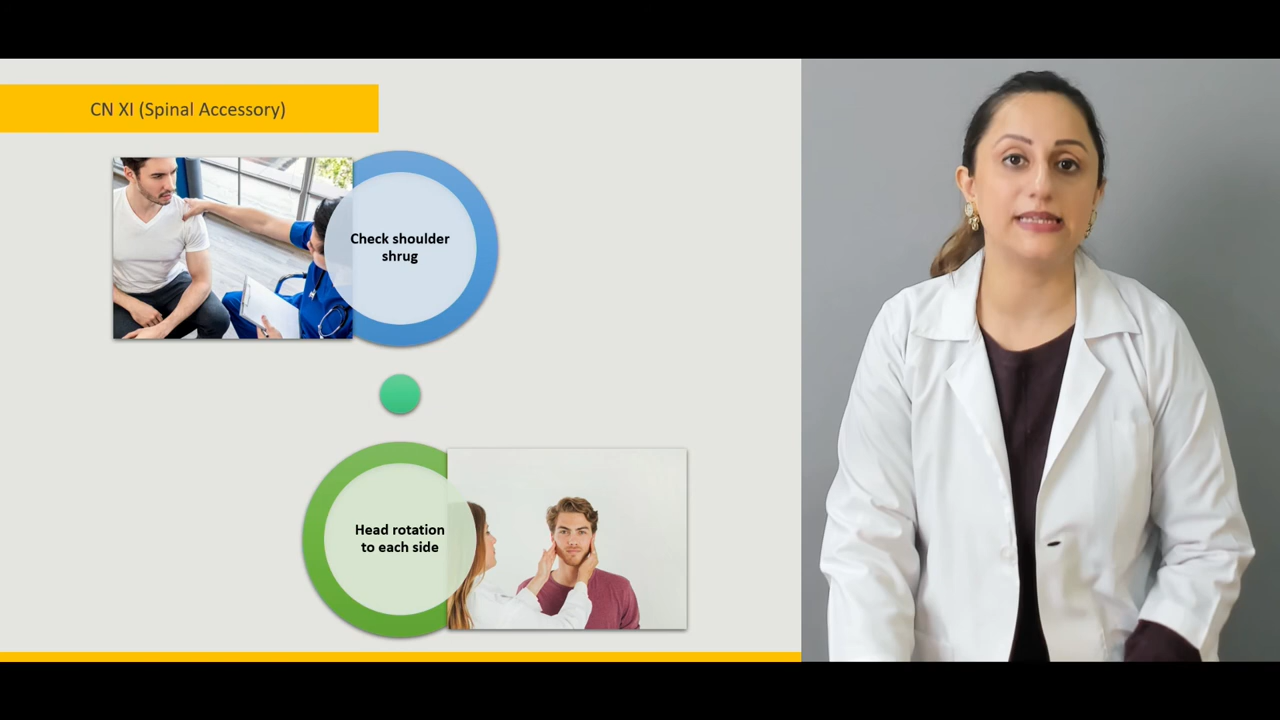 CN XI (Spinal Accessory)
Check shoulder
shrug
Head rotation
to each side